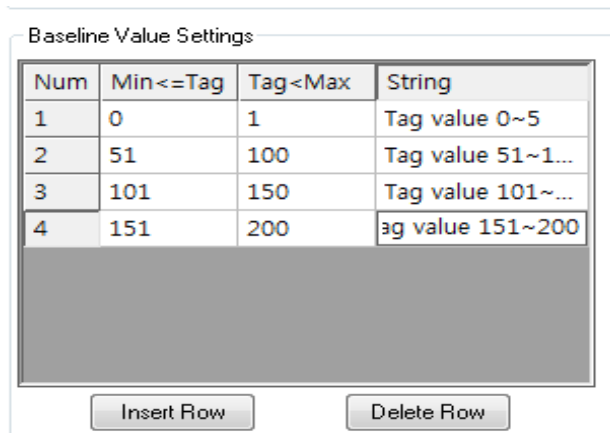 Baseline Value Settings
Num Min<=Tag Tag<Max String
1 0 1 Tag value 0~5
2 51 100 Tag value 51~1...
3 101 150 Tag value 101~...
4 151 200 ag value 151~200
Insert Row Delete Row